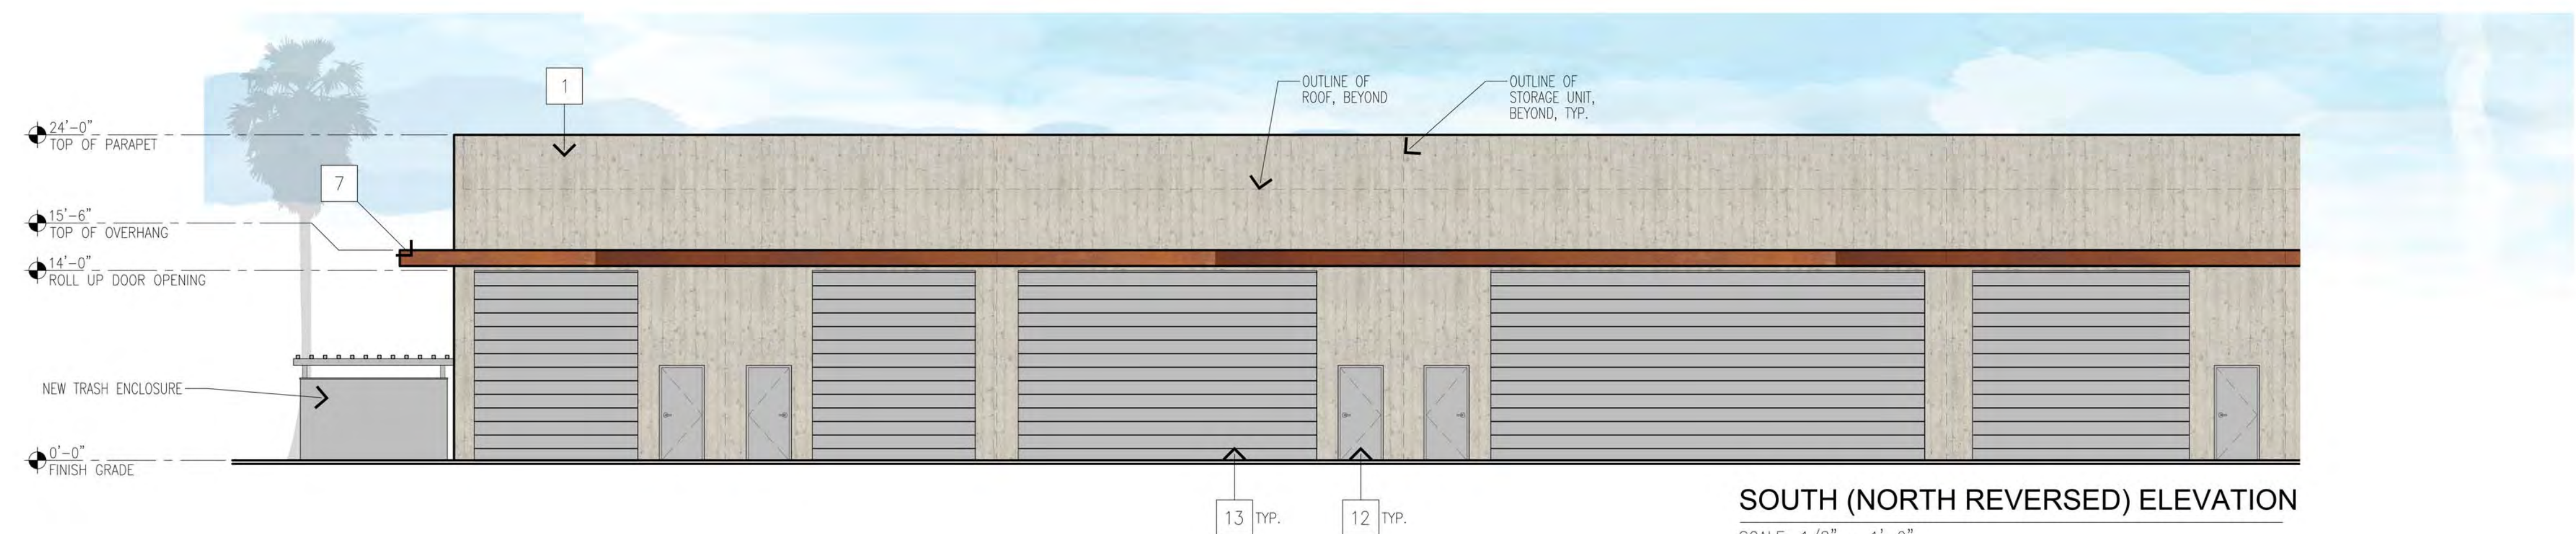 1
OUTLINE OF
ROOF, BEYOND
OUTLINE OF
STORAGE UNIT,
BEYOND, TYP.
24'-0"
TOP OF PARAPET
7
15'-6"
TOP OF OVERHANG
14'-0"
ROLL UP DOOR OPENING
NEW TRASH ENCLOSURE
0'-0"
FINISH GRADE
13 TYP.
12 TYP.
SOUTH (NORTH REVERSED) ELEVATION